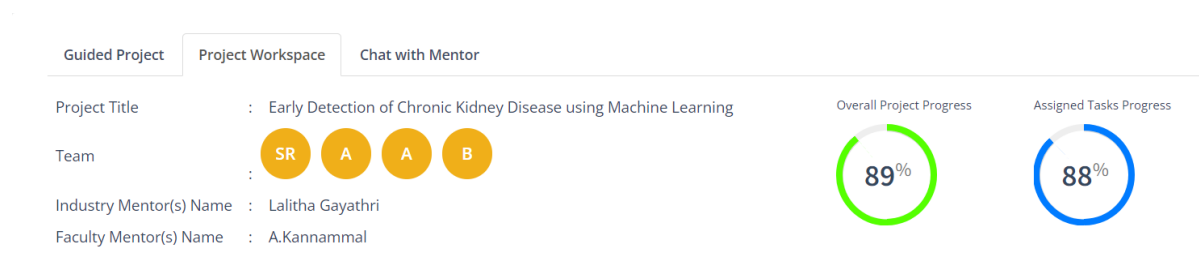 Guided Project Project Workspace Chat with Mentor
Project Title : Early Detection of Chronic Kidney Disease using Machine Learning
Overall Project Progress Assigned Tasks Progress
Team : SR A A B
89% 88%
Industry Mentor(s) Name : Lalitha Gayathri
Faculty Mentor(s) Name : A.Kannammal